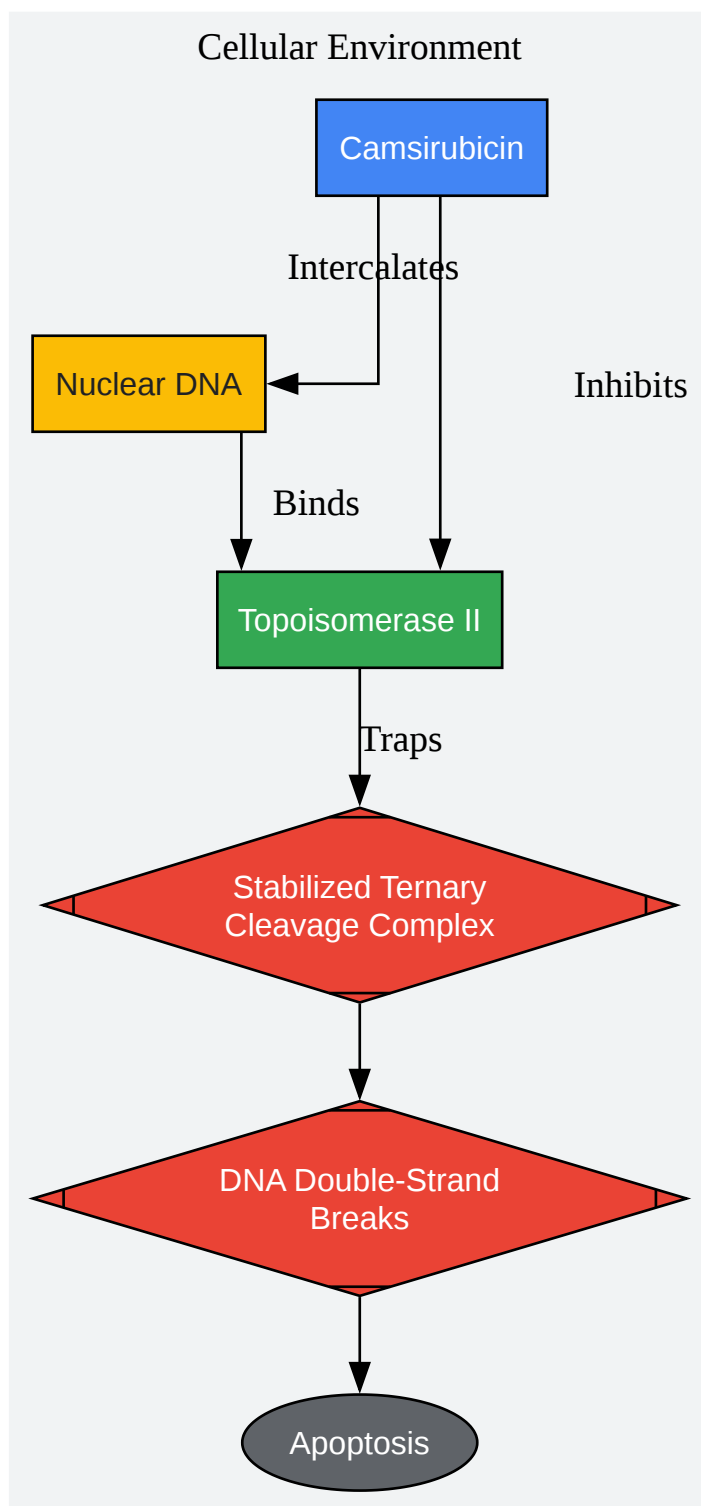 Cellular Environment
Camsirubicin
Intercalates
Nuclear DNA
Inhibits
Binds
Topoisomerase II
Traps
Stabilized Ternary
Cleavage Complex
DNA Double-Strand
Breaks
Apoptosis